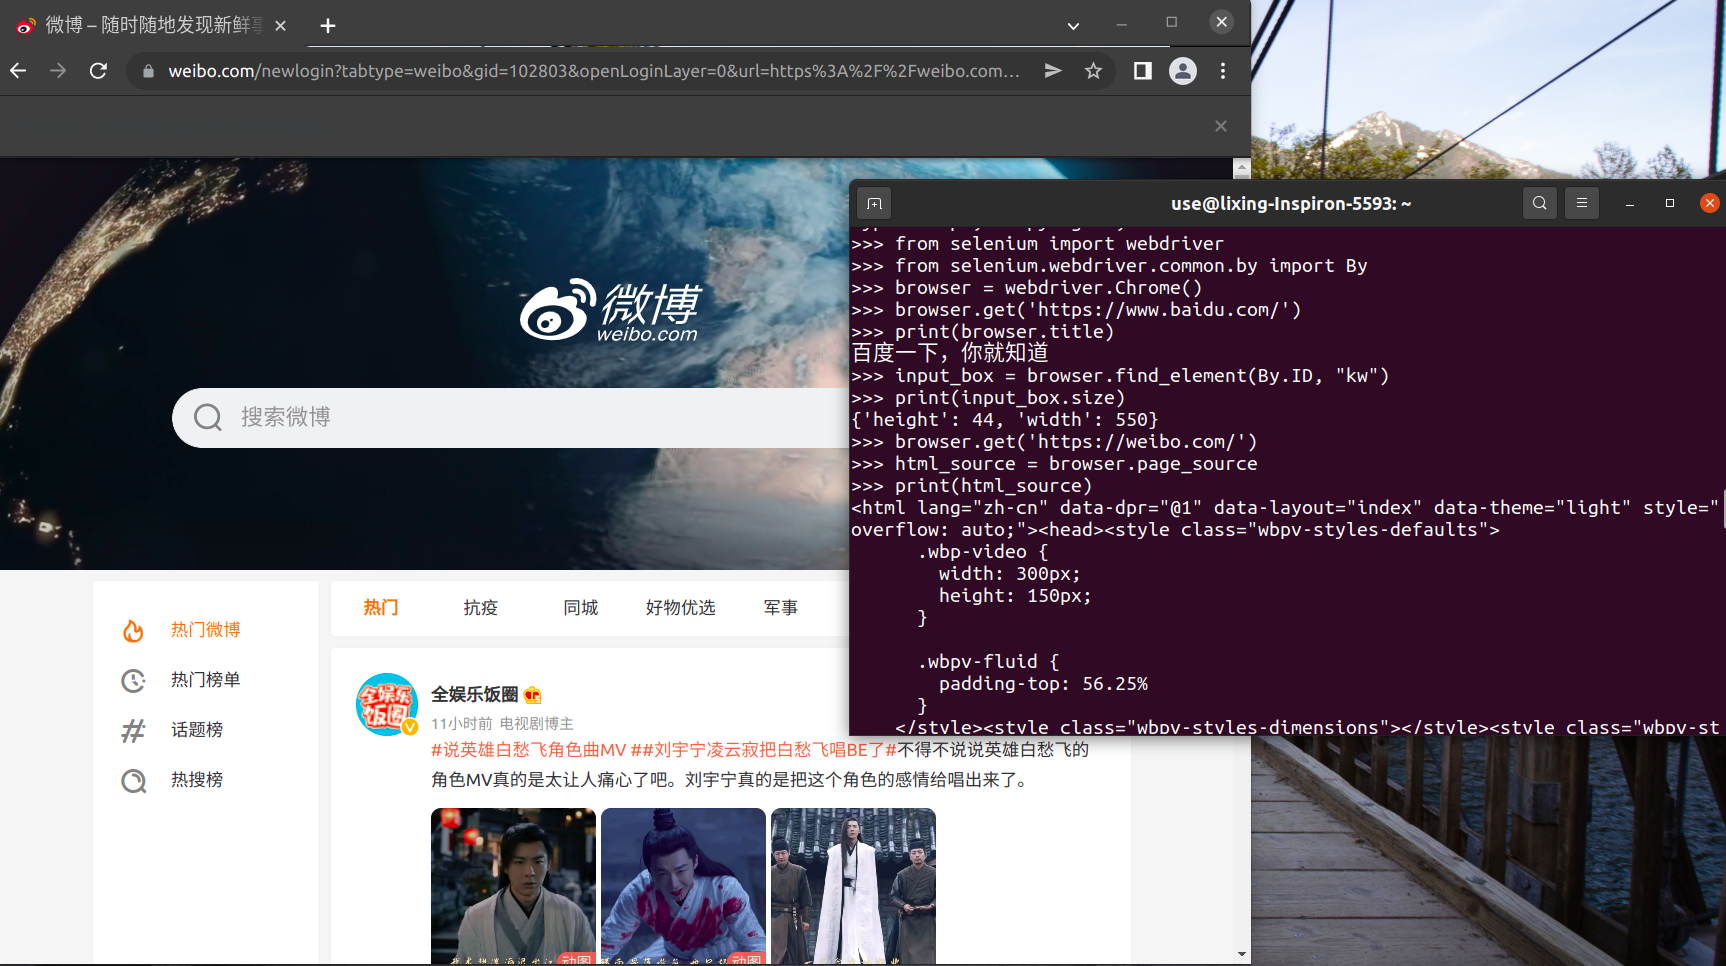 微博 – 随时随地发现新鲜
weibo.com/newlogin?tabtype=weibo&gid=102803&openLoginLayer=0&url=https%3A%2F%2Fweibo.com...
微博
weibo.com
搜索微博
热门微博
热门榜单
话题榜
热搜榜
热门
抗疫
同城
好物优选
军事
全娱乐饭圈
全娱乐饭圈
11小时前 电视剧博主
#说英雄白愁飞角色曲MV ##刘宇宁凌云寂把白愁飞唱BE了#不得不说说英雄白愁飞的
角色MV真的是太让人痛心了吧。刘宇宁真的是把这个角色的感情给唱出来了。
动图
动图
use@lixing-Inspiron-5593: ~
>>> from selenium import webdriver
>>> from selenium.webdriver.common.by import By
>>> browser = webdriver.Chrome()
>>> browser.get('https://www.baidu.com/')
>>> print(browser.title)
百度一下，你就知道
>>> input_box = browser.find_element(By.ID, "kw")
>>> print(input_box.size)
{'height': 44, 'width': 550}
>>> browser.get('https://weibo.com/')
>>> html_source = browser.page_source
>>> print(html_source)
<html lang="zh-cn" data-dpr="@1" data-layout="index" data-theme="light" style="
overflow: auto;"><head><style class="wbpv-styles-defaults">
.wbp-video {
width: 300px;
height: 150px;
}
.wbpv-fluid {
padding-top: 56.25%
}
</style><style class="wbpv-styles-dimensions"></style><style class="wbpv-st